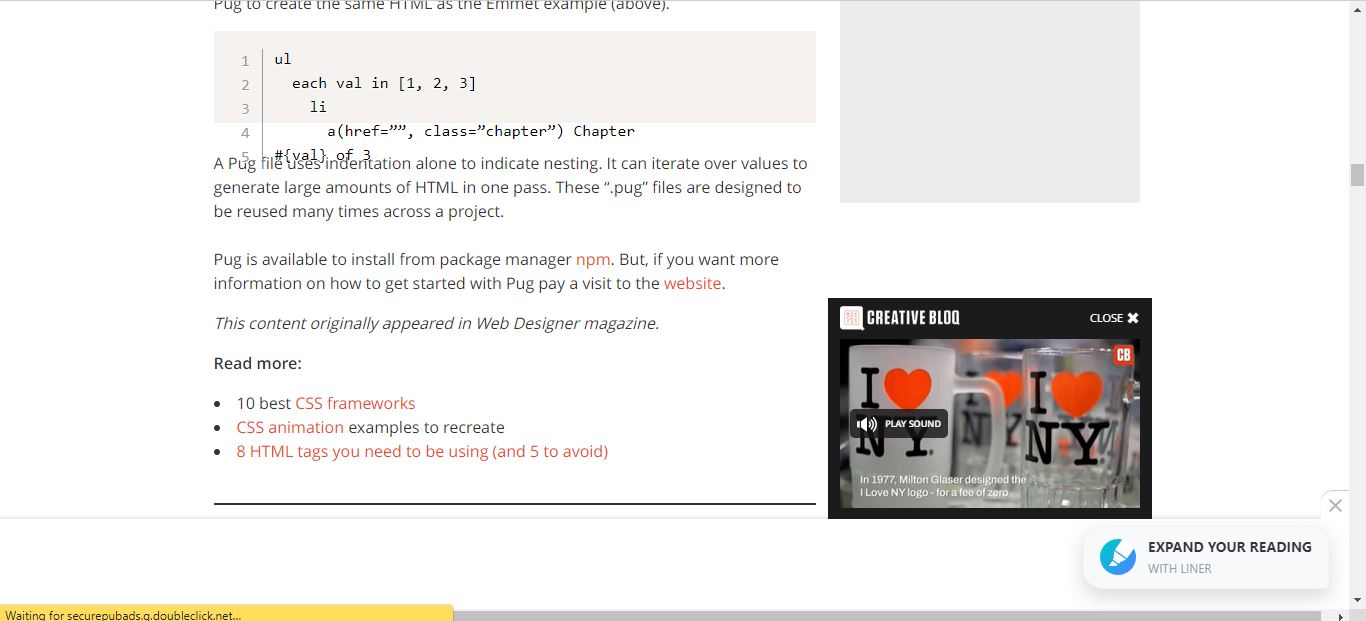 Pug to create the same HTML as the Emmet example (above).
1 ul
2 each val in [1, 2, 3]
3 li
4 a(href=””, class=”chapter”) Chapter
5 #{val} of 3
A Pug file uses indentation alone to indicate nesting. It can iterate over values to
generate large amounts of HTML in one pass. These “.pug” files are designed to
be reused many times across a project.
Pug is available to install from package manager npm. But, if you want more
information on how to get started with Pug pay a visit to the website.
This content originally appeared in Web Designer magazine.
Read more:
• 10 best CSS frameworks
• CSS animation examples to recreate
• 8 HTML tags you need to be using (and 5 to avoid)
CB CREATIVE BLOQ
CLOSE ✖
CB
I ❤ NY.
I ❤ NY
PLAY SOUND
In 1977, Milton Glaser designed the
I Love NY logo - for a fee of zero
EXPAND YOUR READING
WITH LINER
Waiting for securepubads.g.doubleclick.net...